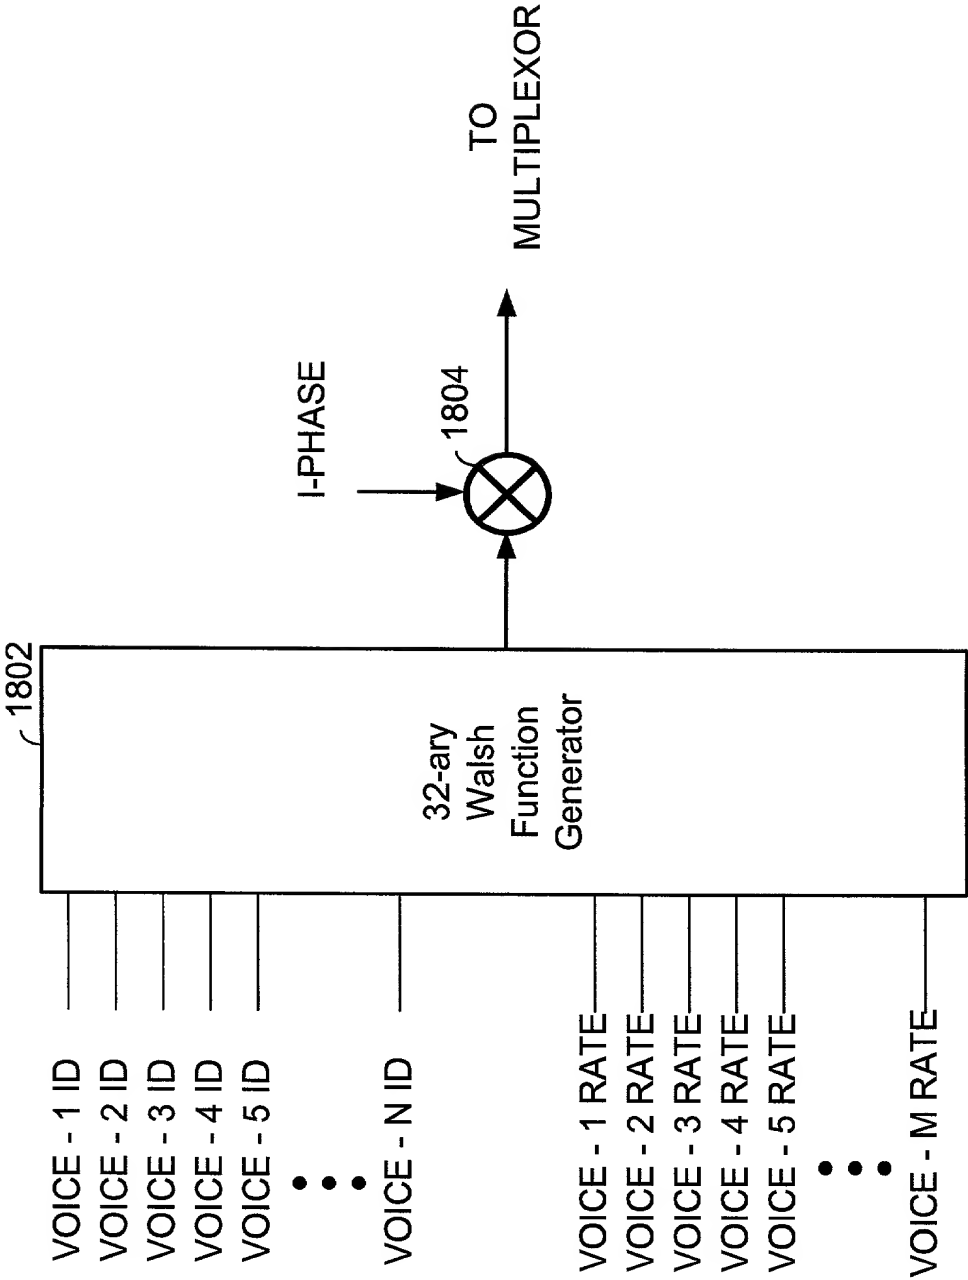 VOICE - 1 ID
VOICE - 2 ID
VOICE - 3 ID
VOICE - 4 ID
VOICE - 5 ID
VOICE - N ID
VOICE - 1 RATE
VOICE - 2 RATE
VOICE - 3 RATE
VOICE - 4 RATE
VOICE - 5 RATE
VOICE - M RATE
1802
32-ary
Walsh
Function
Generator
I-PHASE
1804
TO
MULTIPLEXOR